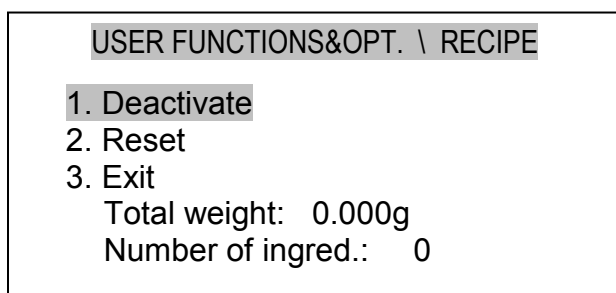 USER FUNCTIONS&OPT. \ RECIPE
1. Deactivate
2. Reset
3. Exit
Total weight: 0.000g
Number of ingred.: 0